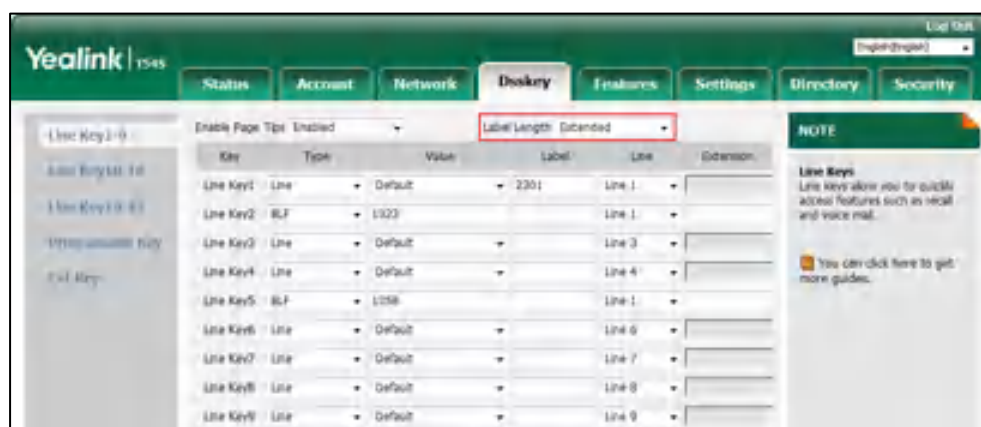 Log Out
English(English)
Yealink T54S
Status Account Network Dsskey Features Settings Directory Security
Line Key1-9
Enable Page Tips Enabled Label Length Extended
NOTE
Key Type Value Label Line Extension
Line Keys
Line keys allow you to quickly access features such as recall and voice mail.
You can click here to get more guides.
Line Key1 Line Default 2301 Line 1
Line Key2 BLF Line 1
Line Key3 Line Default Line 3
Line Key4 Line Default Line 4
Line Key5 BLF Line 1
Line Key6 Line Default Line 6
Line Key7 Line Default Line 7
Line Key8 Line Default Line 8
Line Key9 Line Default Line 9
Programmable Key
Ext Key